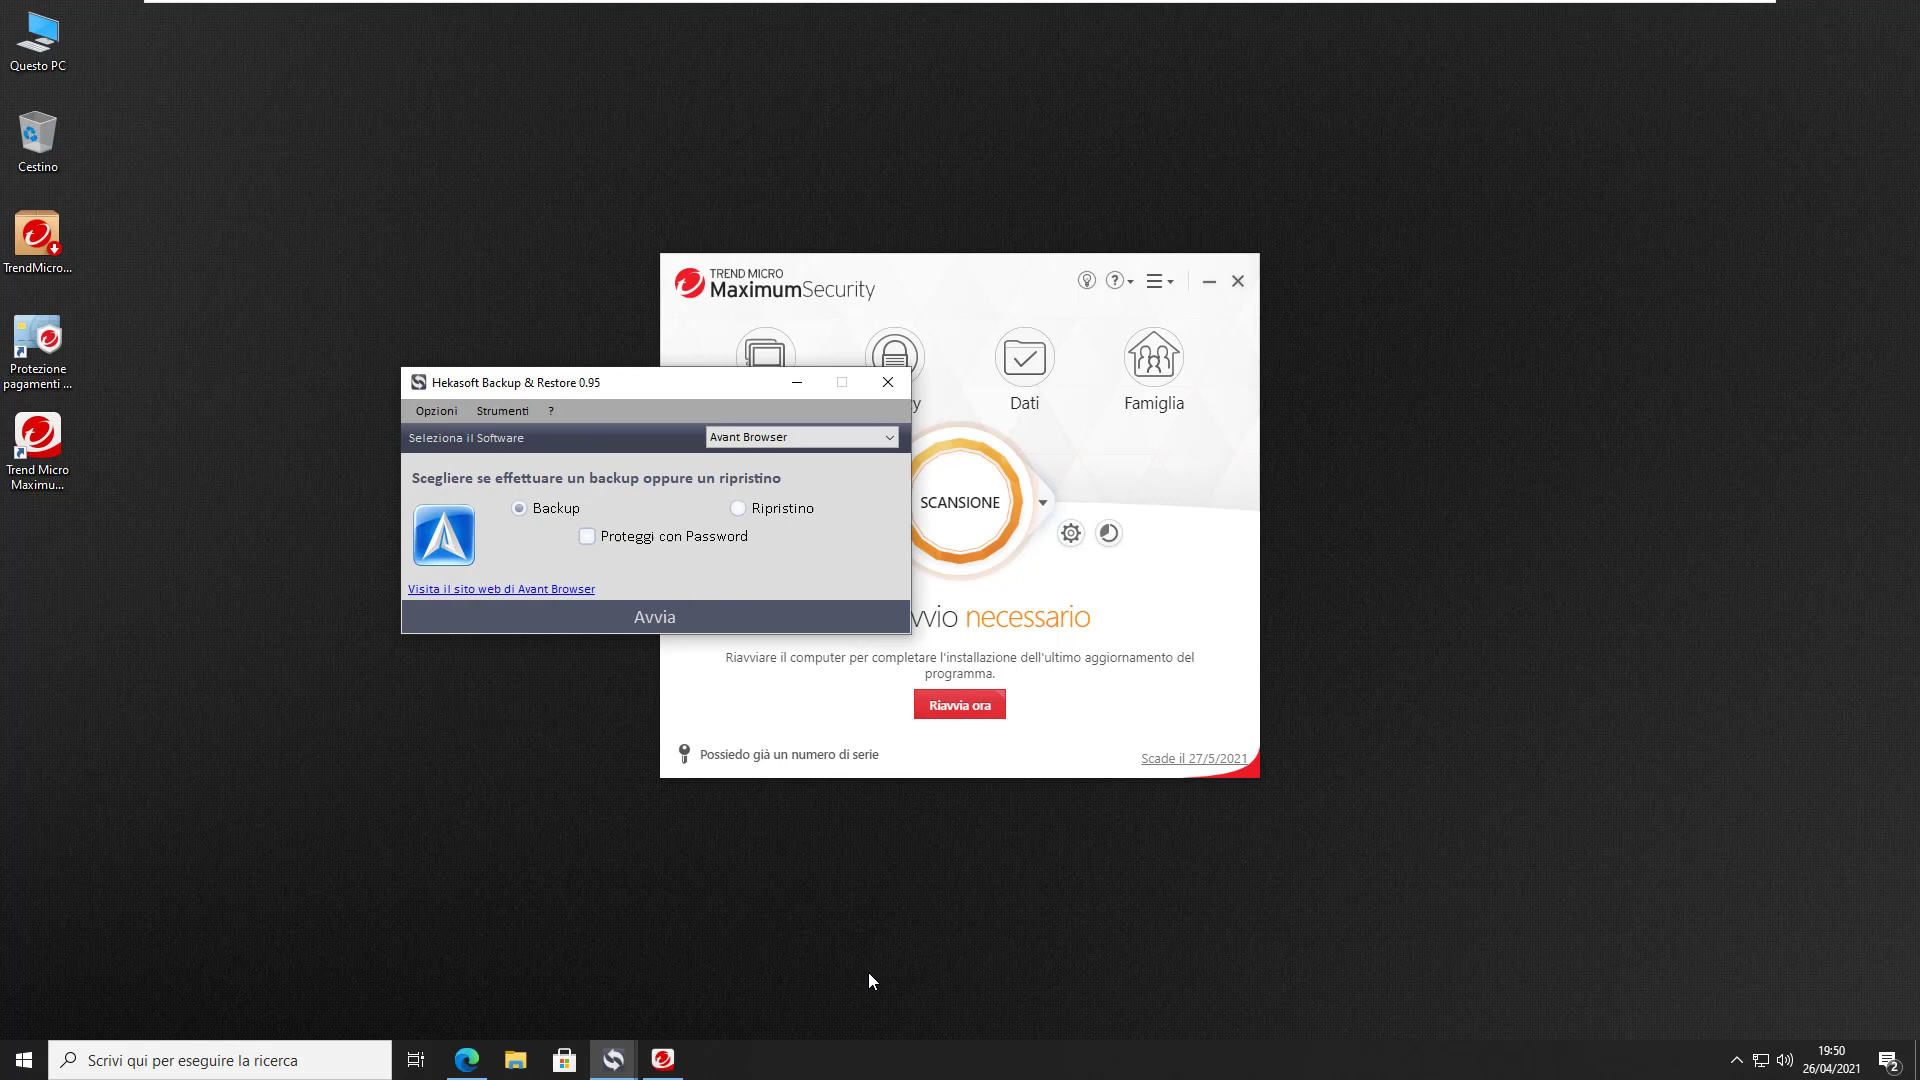 Questo PC
Cestino
TrendMicro...
Protezione
pagamenti ...
Trend Micro
Maximu...
TREND MICRO
MaximumSecurity
?
Dati
Famiglia
SCANSIONE
necessario
Riavviare il computer per completare l'installazione dell'ultimo aggiornamento del
programma.
Riavvia ora
Possiedo già un numero di serie
Scade il 27/5/2021
Hekasoft Backup & Restore 0.95
Opzioni Strumenti ?
Seleziona il Software
Avant Browser
Scegliere se effettuare un backup oppure un ripristino
Backup
Ripristino
Proteggi con Password
Visita il sito web di Avant Browser
Avvia
Scrivi qui per eseguire la ricerca
19:50
26/04/2021
2